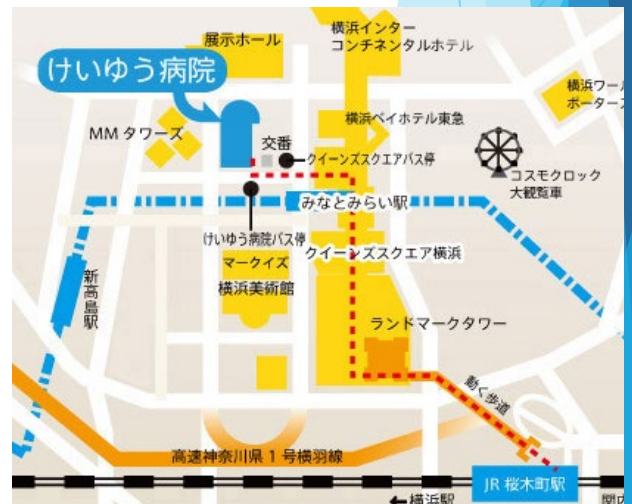 展示ホール
横浜インター
コンチネンタルホテル
けいゆう病院
横浜ワール
ポーターズ
MMタワーズ
交番
横浜ベイホテル東急
クイーンズスクエアバス停
コスモクロック
大観覧車
みなとみらい駅
けいゆう病院バス停
クイーンズスクエア横浜
マークイズ
横浜美術館
新高島駅
ランドマークタワー
動く歩道
高速神奈川県1号横羽線
JR 桜木町駅
←横浜駅
関内